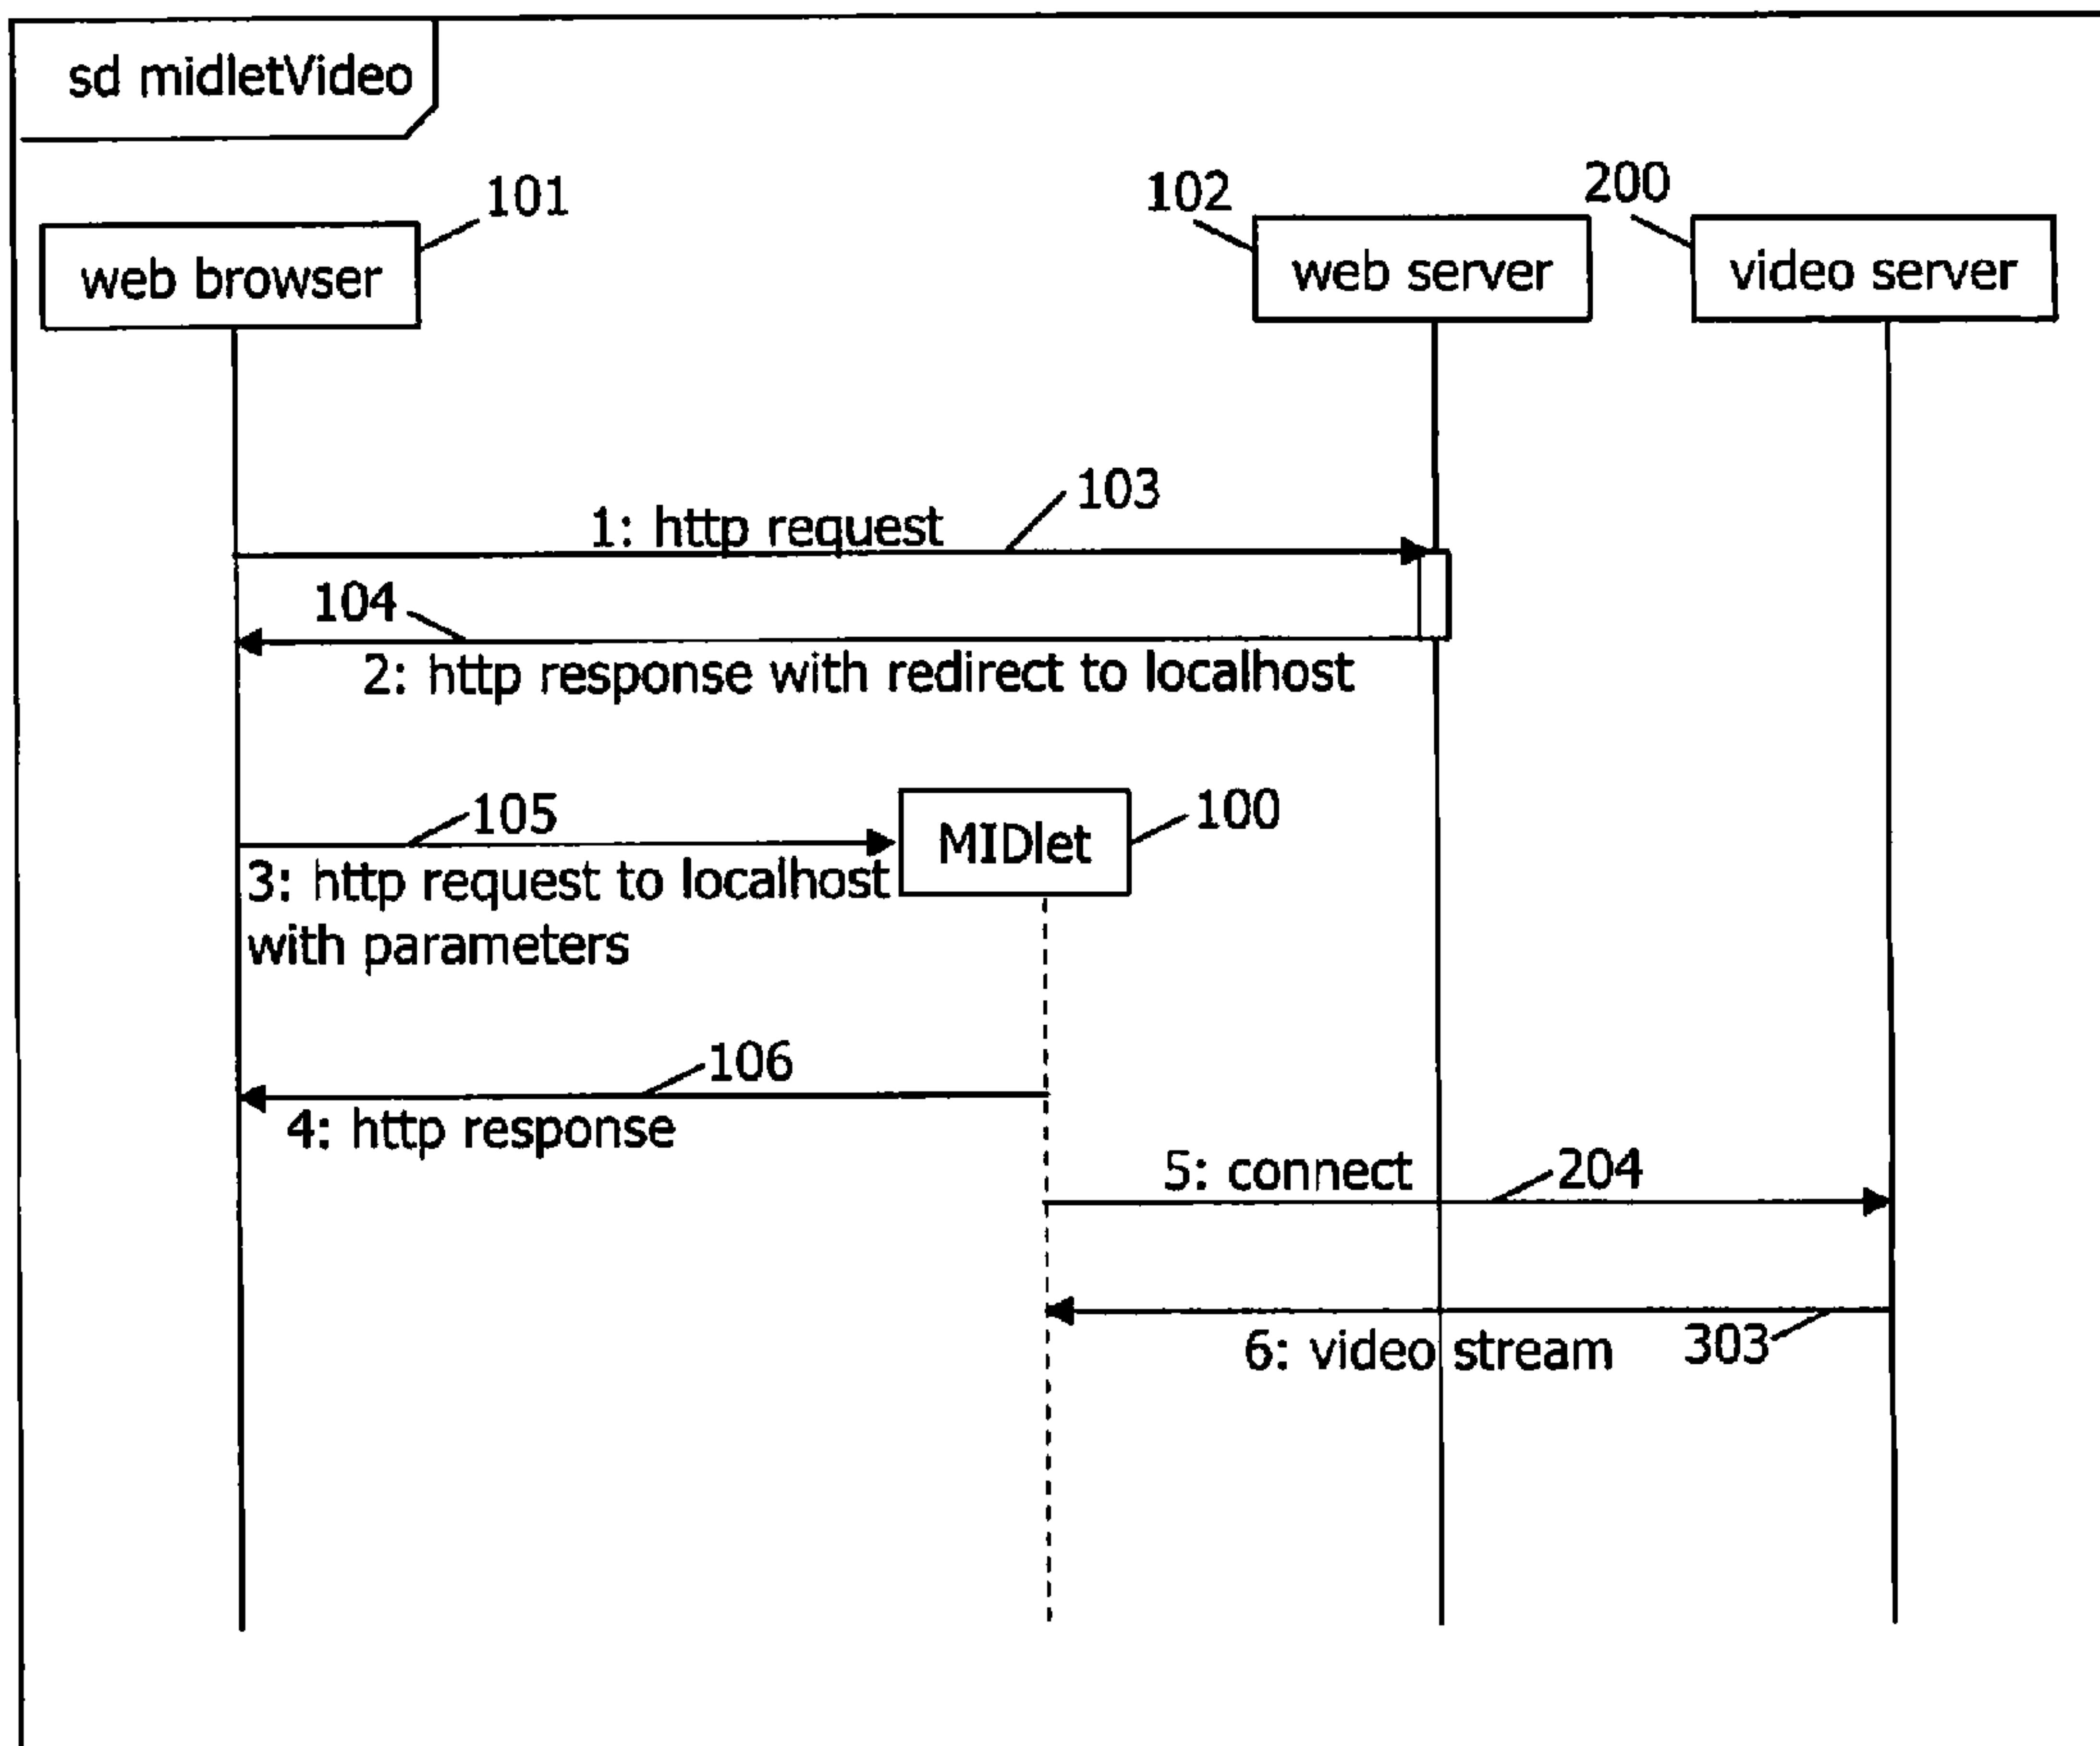 sd midletVideo
101
102
200
web browser
web server
video server
103
1: http request
104
2: http response with redirect to localhost
105
100
MIDlet
3: http request to localhost
with parameters
106
4: http response
5: connect
204
6: video stream
303